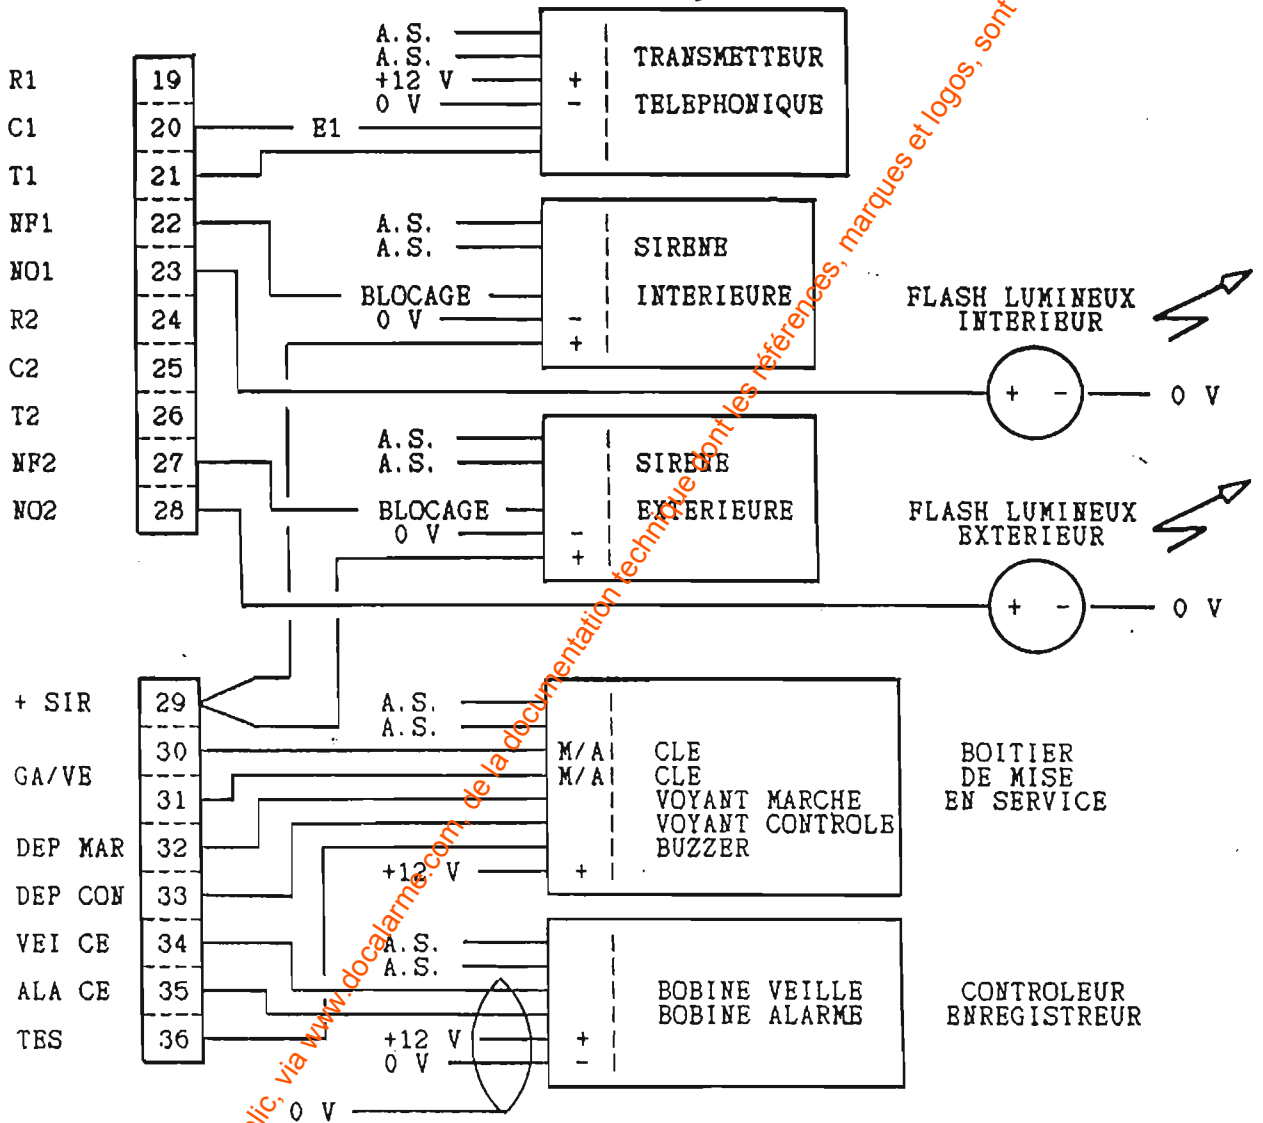 A.S.
A.S.
+12 V
0 V
+
-
TRANSMETTEUR
TELEPHONIQUE
R1 19
C1 20 E1
T1 21
NF1 22
NO1 23
R2 24
C2 25
T2 26
NF2 27
NO2 28
A.S.
A.S.
BLOCAGE
0 V
-
+
SIRENE
INTERIEURE
FLASH LUMINEUX
INTERIEUR
+ - 0 V
A.S.
A.S.
BLOCAGE
0 V
-
+
SIRENE
EXTERIEURE
FLASH LUMINEUX
EXTERIEUR
+ - 0 V
+ SIR 29
30
GA/VE
31
DEP MAR 32
DEP CON 33
VEI CE 34
ALA CE 35
TES 36
A.S.
A.S.
M/A CLE
M/A CLE
VOYANT MARCHE
VOYANT CONTROLE
BUZZER
+12 V +
BOITIER
DE MISE
EN SERVICE
A.S.
A.S.
BOBINE VEILLE
BOBINE ALARME
+12 V +
0 V -
0 V
CONTROLEUR
ENREGISTREUR
via www.docalarme.com, de la documentation technique dont les références, marques et logos, sont